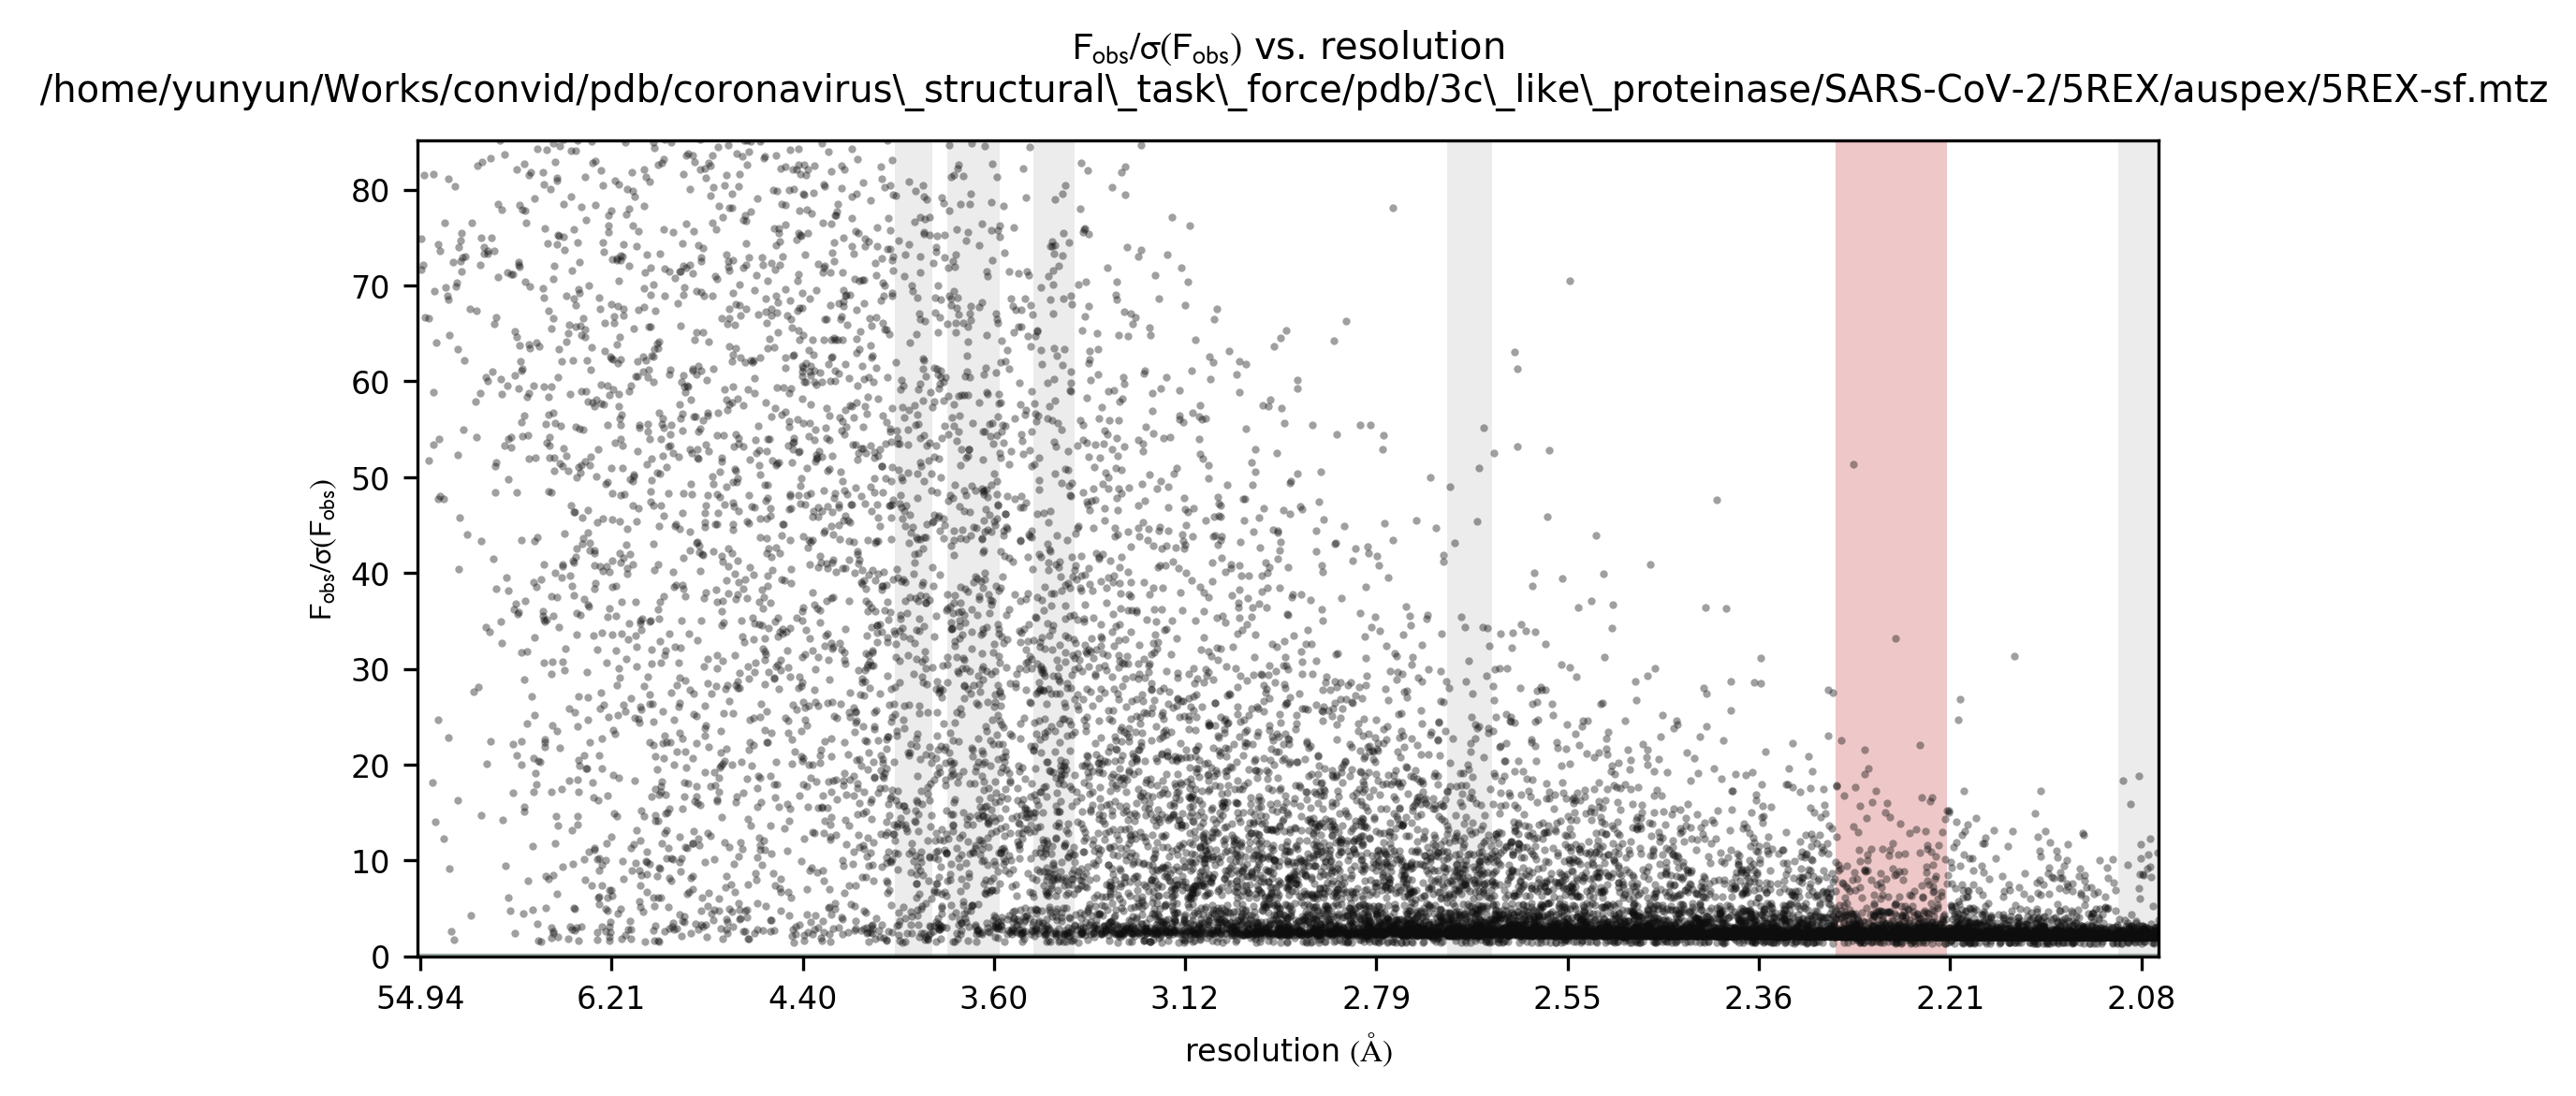 Fobs/σ(Fobs) vs. resolution
/home/yunyun/Works/convid/pdb/coronavirus\_structural\_task\_force/pdb/3c\_like\_proteinase/SARS-CoV-2/5REX/auspex/5REX-sf.mtz
Fobs/σ(Fobs)
80
70
60
50
40
30
20
10
0
54.94 6.21 4.40 3.60 3.12 2.79 2.55 2.36 2.21 2.08
resolution (Å)